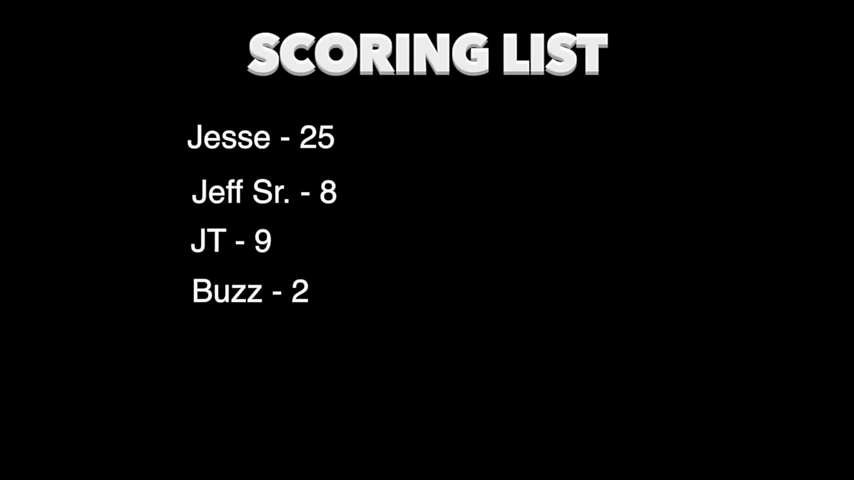 SCORING LIST
Jesse - 25
Jeff Sr. - 8
JT - 9
Buzz - 2